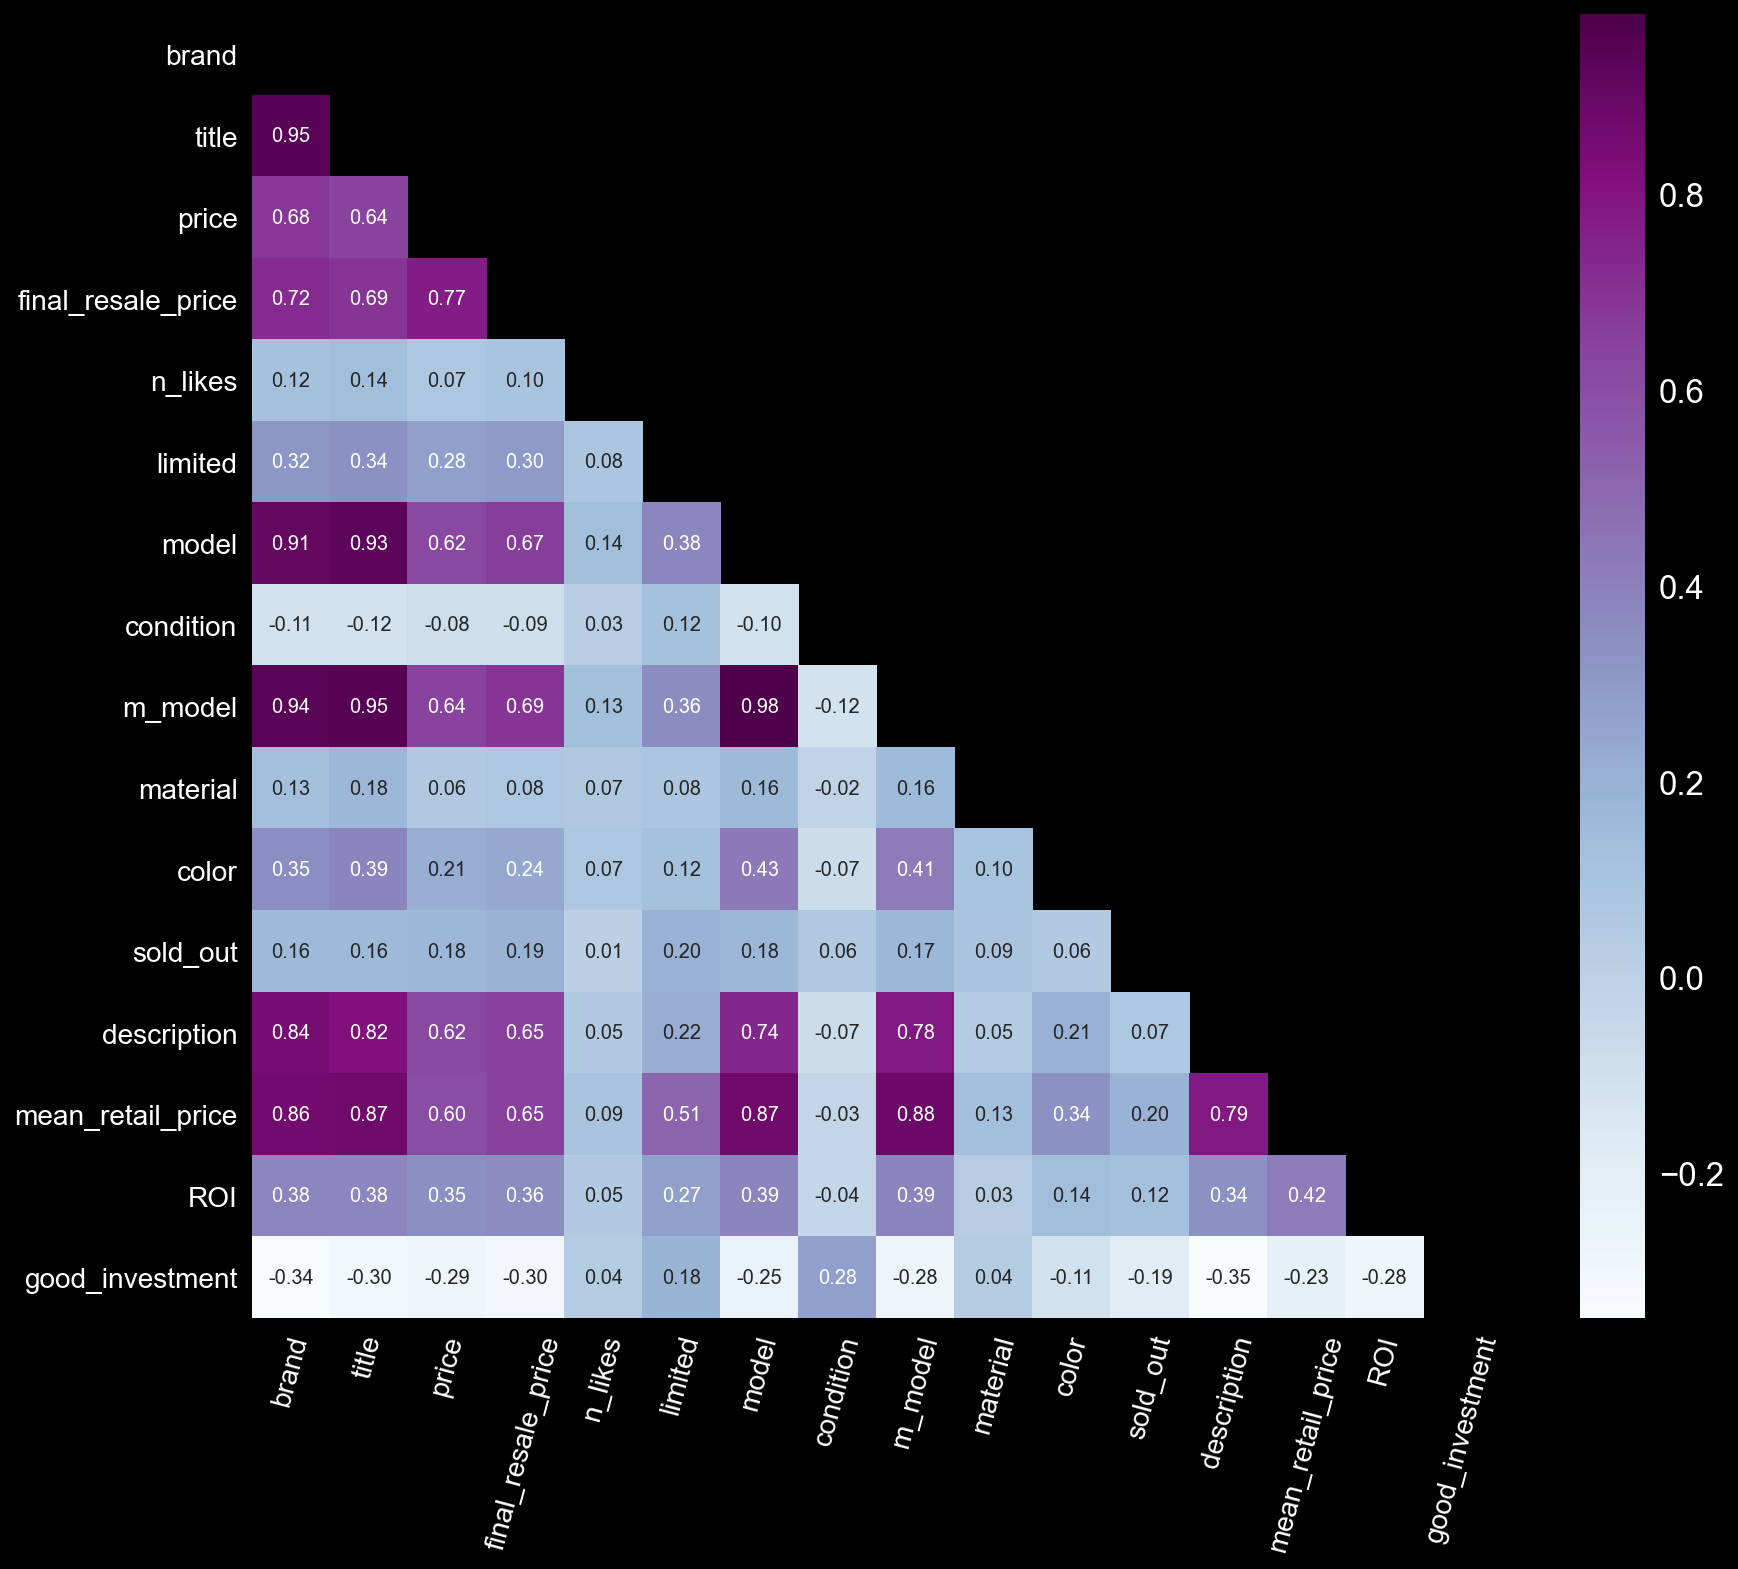 brand
title 0.95
price 0.68 0.64
final_resale_price 0.72 0.69 0.77
n_likes 0.12 0.14 0.07 0.10
limited 0.32 0.34 0.28 0.30 0.08
model 0.91 0.93 0.62 0.67 0.14 0.38
condition -0.11 -0.12 -0.08 -0.09 0.03 0.12 -0.10
m_model 0.94 0.95 0.64 0.69 0.13 0.36 0.98 -0.12
material 0.13 0.18 0.06 0.08 0.07 0.08 0.16 -0.02 0.16
color 0.35 0.39 0.21 0.24 0.07 0.12 0.43 -0.07 0.41 0.10
sold_out 0.16 0.16 0.18 0.19 0.01 0.20 0.18 0.06 0.17 0.09 0.06
description 0.84 0.82 0.62 0.65 0.05 0.22 0.74 -0.07 0.78 0.05 0.21 0.07
mean_retail_price 0.86 0.87 0.60 0.65 0.09 0.51 0.87 -0.03 0.88 0.13 0.34 0.20 0.79
ROI 0.38 0.38 0.35 0.36 0.05 0.27 0.39 -0.04 0.39 0.03 0.14 0.12 0.34 0.42
good_investment -0.34 -0.30 -0.29 -0.30 0.04 0.18 -0.25 0.28 -0.28 0.04 -0.11 -0.19 -0.35 -0.23 -0.28
brand
title
price
final_resale_price
n_likes
limited
model
condition
m_model
material
color
sold_out
description
mean_retail_price
ROI
good_investment
0.8
0.6
0.4
0.2
0.0
−0.2